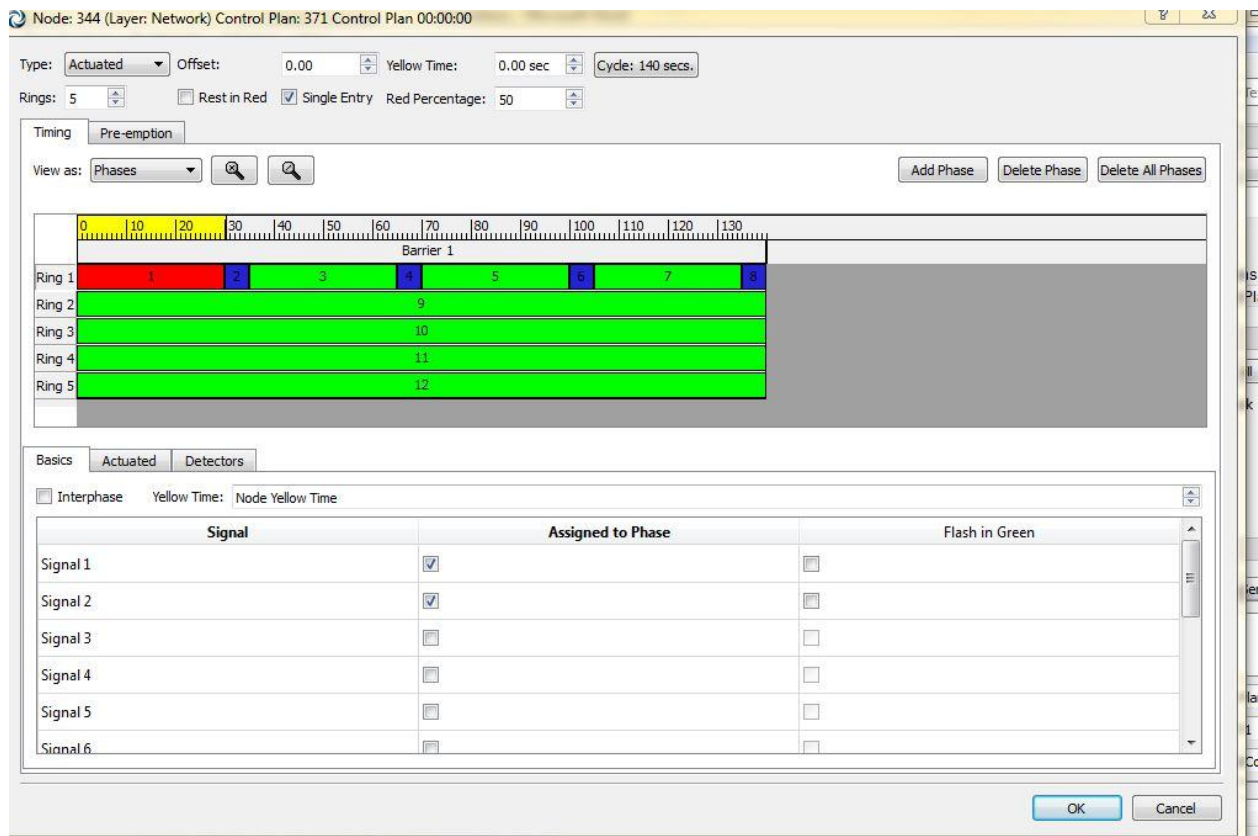 Node: 344 (Layer: Network) Control Plan: 371 Control Plan 00:00:00
Type: Actuated Offset: 0.00 Yellow Time: 0.00 sec Cycle: 140 secs.
Rings: 5 Rest in Red Single Entry Red Percentage: 50
Timing Pre-emption
View as: Phases Add Phase Delete Phase Delete All Phases
0 10 20 30 40 50 60 70 80 90 100 110 120 130
Barrier 1
Ring 1 1 2 3 4 5 6 7 8
Ring 2 9
Ring 3 10
Ring 4 11
Ring 5 12
Basics Actuated Detectors
Interphase Yellow Time: Node Yellow Time
Signal Assigned to Phase Flash in Green
Signal 1
Signal 2
Signal 3
Signal 4
Signal 5
Signal 6
OK Cancel